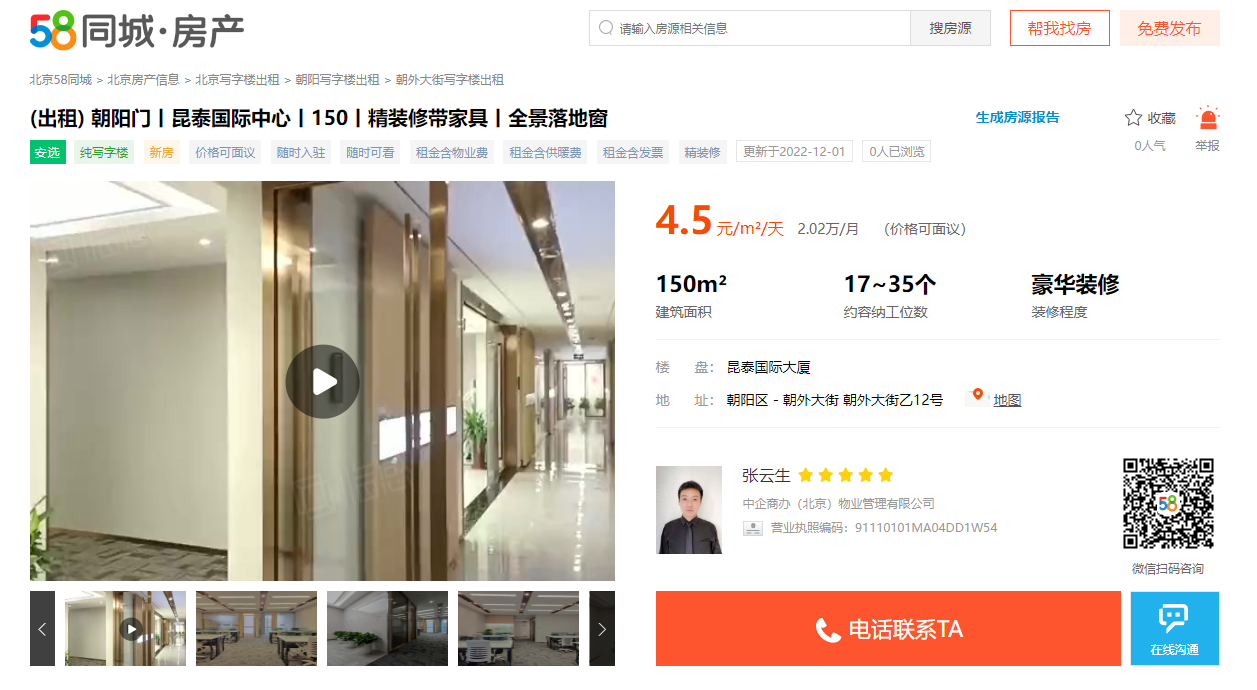 58同城·房产
请输入房源相关信息
搜房源
帮我找房
免费发布
北京58同城 > 北京房产信息 > 北京写字楼出租 > 朝阳写字楼出租 > 朝外大街写字楼出租
(出租) 朝阳门丨昆泰国际中心丨150丨精装修带家具丨全景落地窗
生成房源报告
收藏
安选 纯写字楼 新房 价格可面议 随时入驻 随时可看 租金含物业费 租金含供暖费 租金含发票 精装修 更新于2022-12-01 0人已浏览
0人气
举报
4.5 元/m²/天 2.02万/月 (价格可面议)
150m² 17~35个 豪华装修
建筑面积 约容纳工位数 装修程度
楼 盘: 昆泰国际大厦
地 址: 朝阳区 - 朝外大街 朝外大街乙12号 地图
张云生
中企商办（北京）物业管理有限公司
营业执照编码: 91110101MA04DD1W54
58
微信扫码咨询
电话联系TA
在线沟通